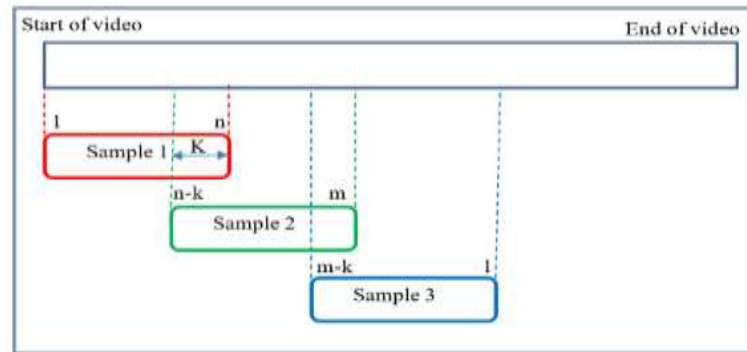 Start of video
End of video
1
n
Sample 1
K
n-k
m
Sample 2
m-k
l
Sample 3